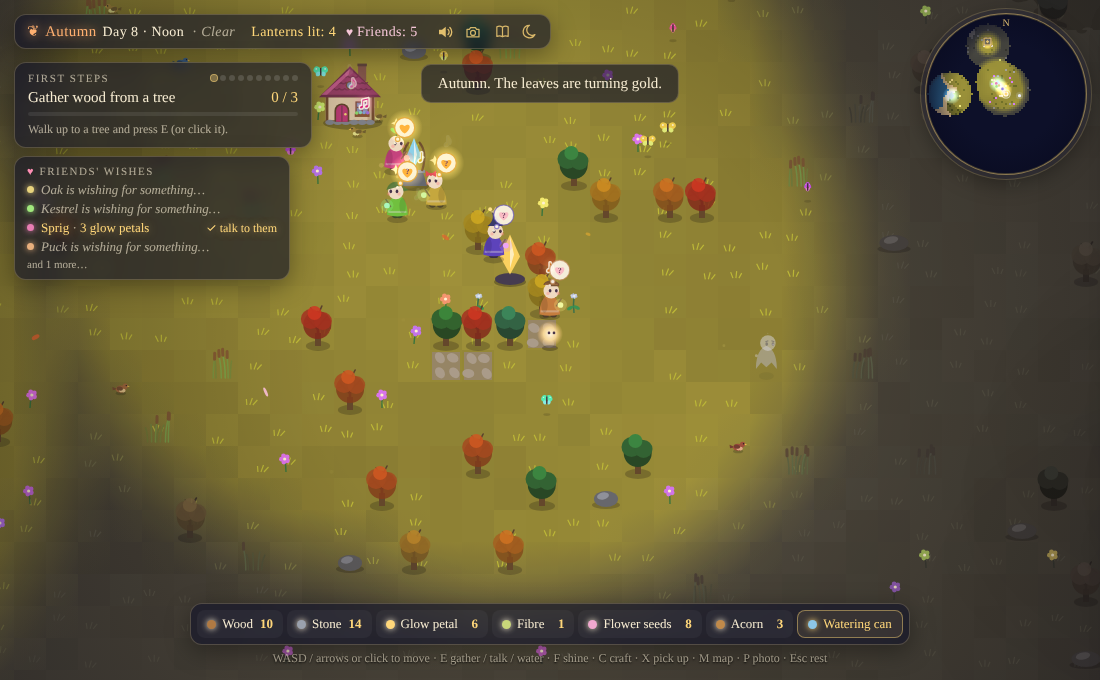 Autumn Day 8 · Noon · Clear Lanterns lit: 4 ♥ Friends: 5
N
FIRST STEPS
Gather wood from a tree 0 / 3
Walk up to a tree and press E (or click it).
Autumn. The leaves are turning gold.
♥ FRIENDS' WISHES
Oak is wishing for something…
Kestrel is wishing for something…
Sprig · 3 glow petals ✓ talk to them
Puck is wishing for something…
and 1 more…
Wood 10 Stone 14 Glow petal 6 Fibre 1 Flower seeds 8 Acorn 3 Watering can
WASD / arrows or click to move · E gather / talk / water · F shine · C craft · X pick up · M map · P photo · Esc rest